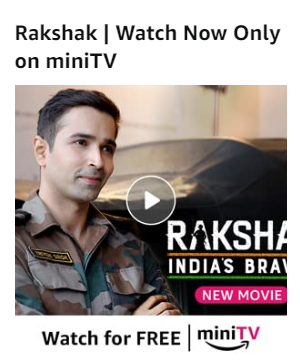 Rakshak | Watch Now Only
on miniTV
RAKSHA
INDIA'S BRAV
NEW MOVIE
Watch for FREE | miniTV